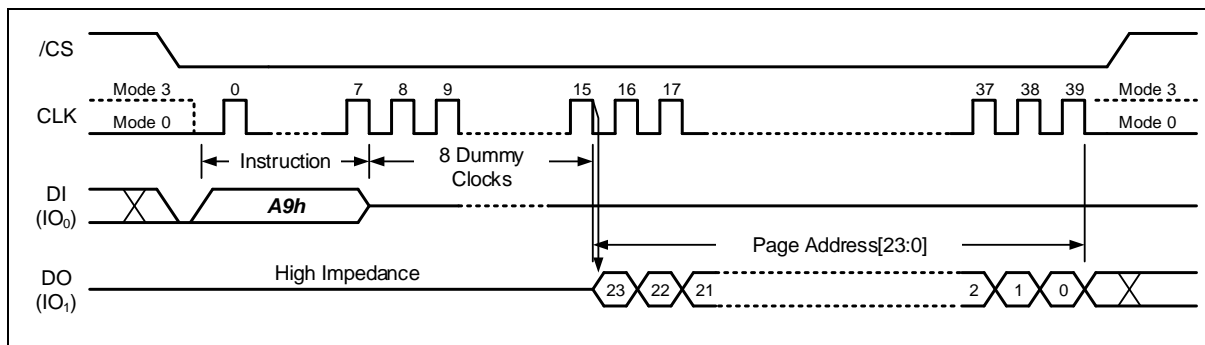 /CS
Mode 3 0 7 8 9 15 16 17 37 38 39 Mode 3
CLK
Mode 0 Mode 0
Instruction 8 Dummy
Clocks
DI
(IO₀) A9h
Page Address[23:0]
High Impedance
DO
(IO₁) 23 22 21 2 1 0